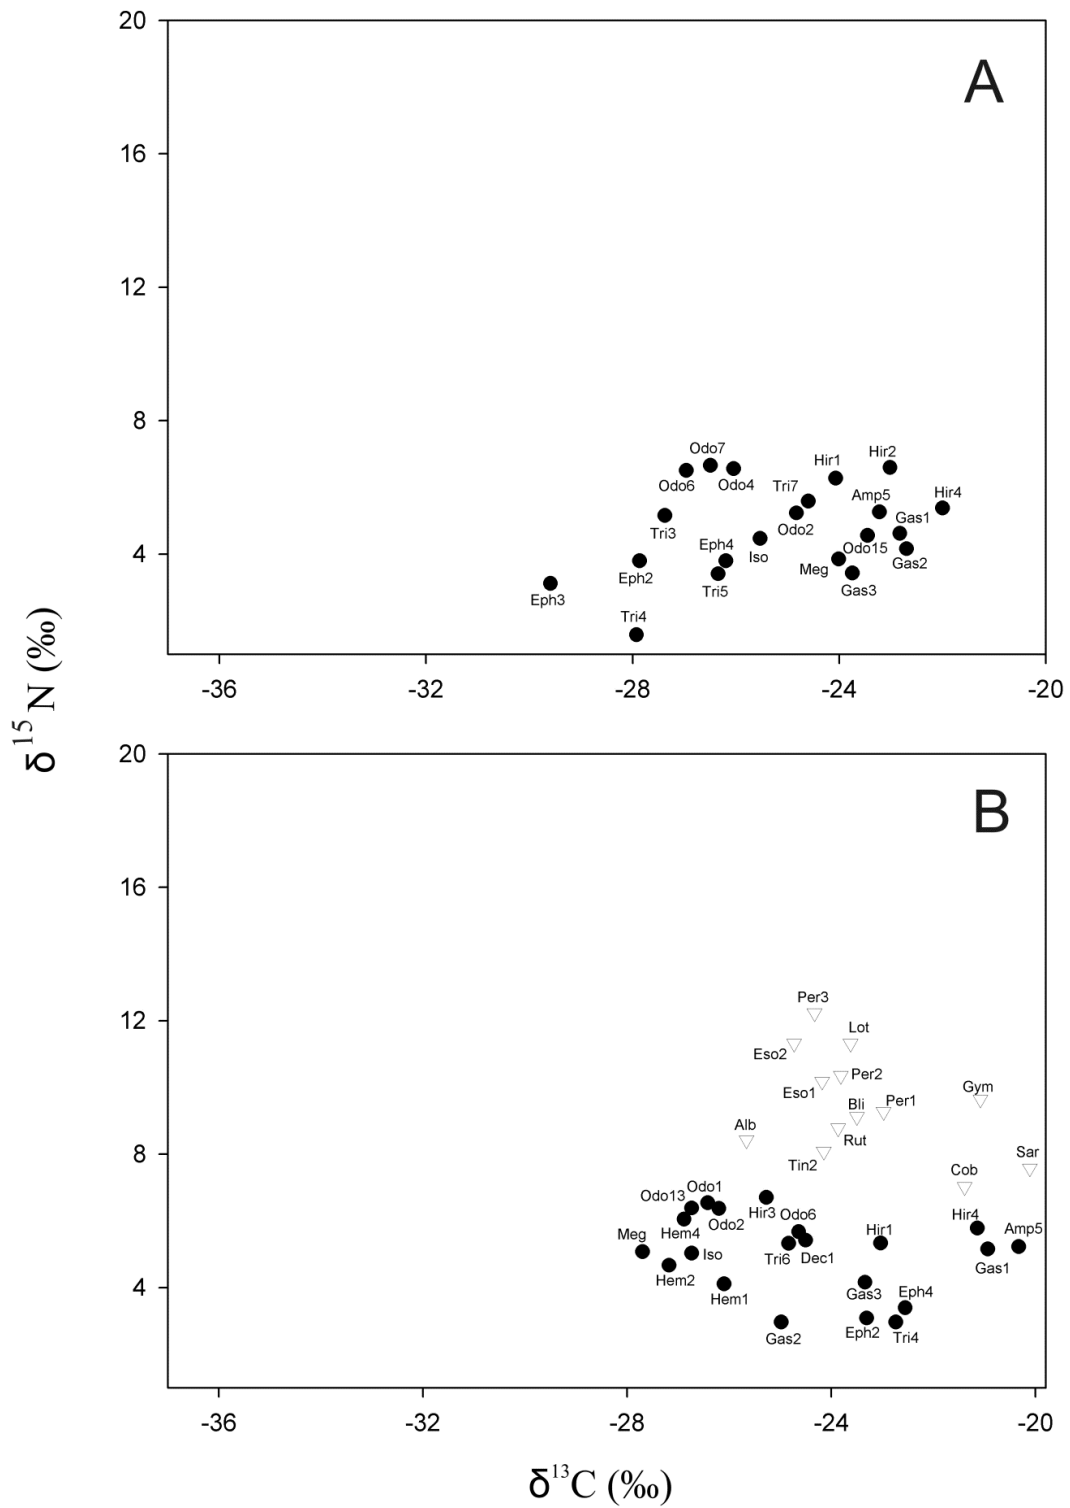 20
A
16
12
8
4
Odo7
Odo6
Odo4
Hir1
Hir2
Tri7
Amp5
Hir4
Tri3
Odo2
Gas1
Eph4
Iso
Odo15
Gas2
Eph2
Tri5
Meg
Gas3
Eph3
Tri4
-36
-32
-28
-24
-20
δ15 N (‰)
20
B
16
12
8
4
Per3
Lot
Eso2
Per2
Eso1
Gym
Bli
Per1
Alb
Rut
Tin2
Sar
Cob
Odo13
Odo1
Odo2
Hir3
Odo6
Hir4
Meg
Hem4
Hir1
Amp5
Iso
Tri6
Dec1
Gas1
Hem2
Hem1
Gas3
Eph4
Gas2
Eph2
Tri4
-36
-32
-28
-24
-20
δ13C (‰)